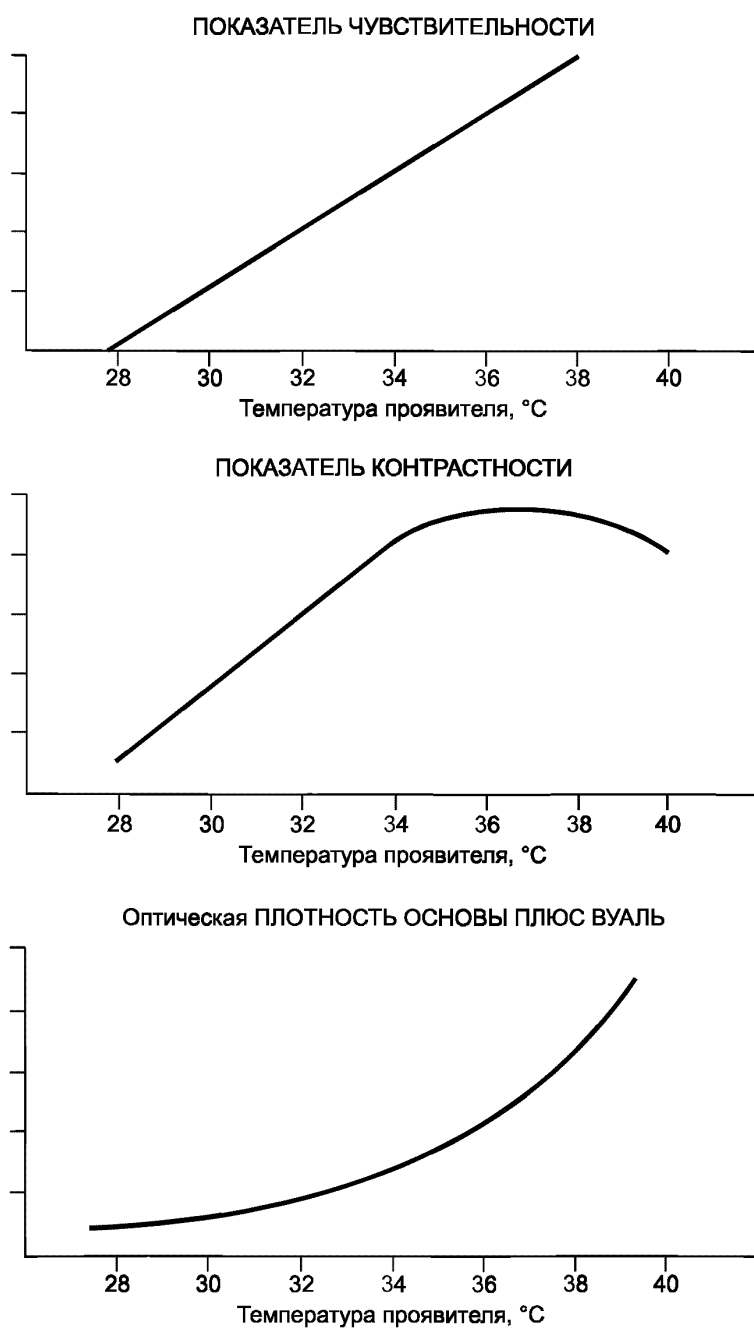 ПОКАЗАТЕЛЬ ЧУВСТВИТЕЛЬНОСТИ
28 30 32 34 36 38 40
Температура проявителя, °C
ПОКАЗАТЕЛЬ КОНТРАСТНОСТИ
28 30 32 34 36 38 40
Температура проявителя, °C
Оптическая ПЛОТНОСТЬ ОСНОВЫ ПЛЮС ВУАЛЬ
28 30 32 34 36 38 40
Температура проявителя, °C